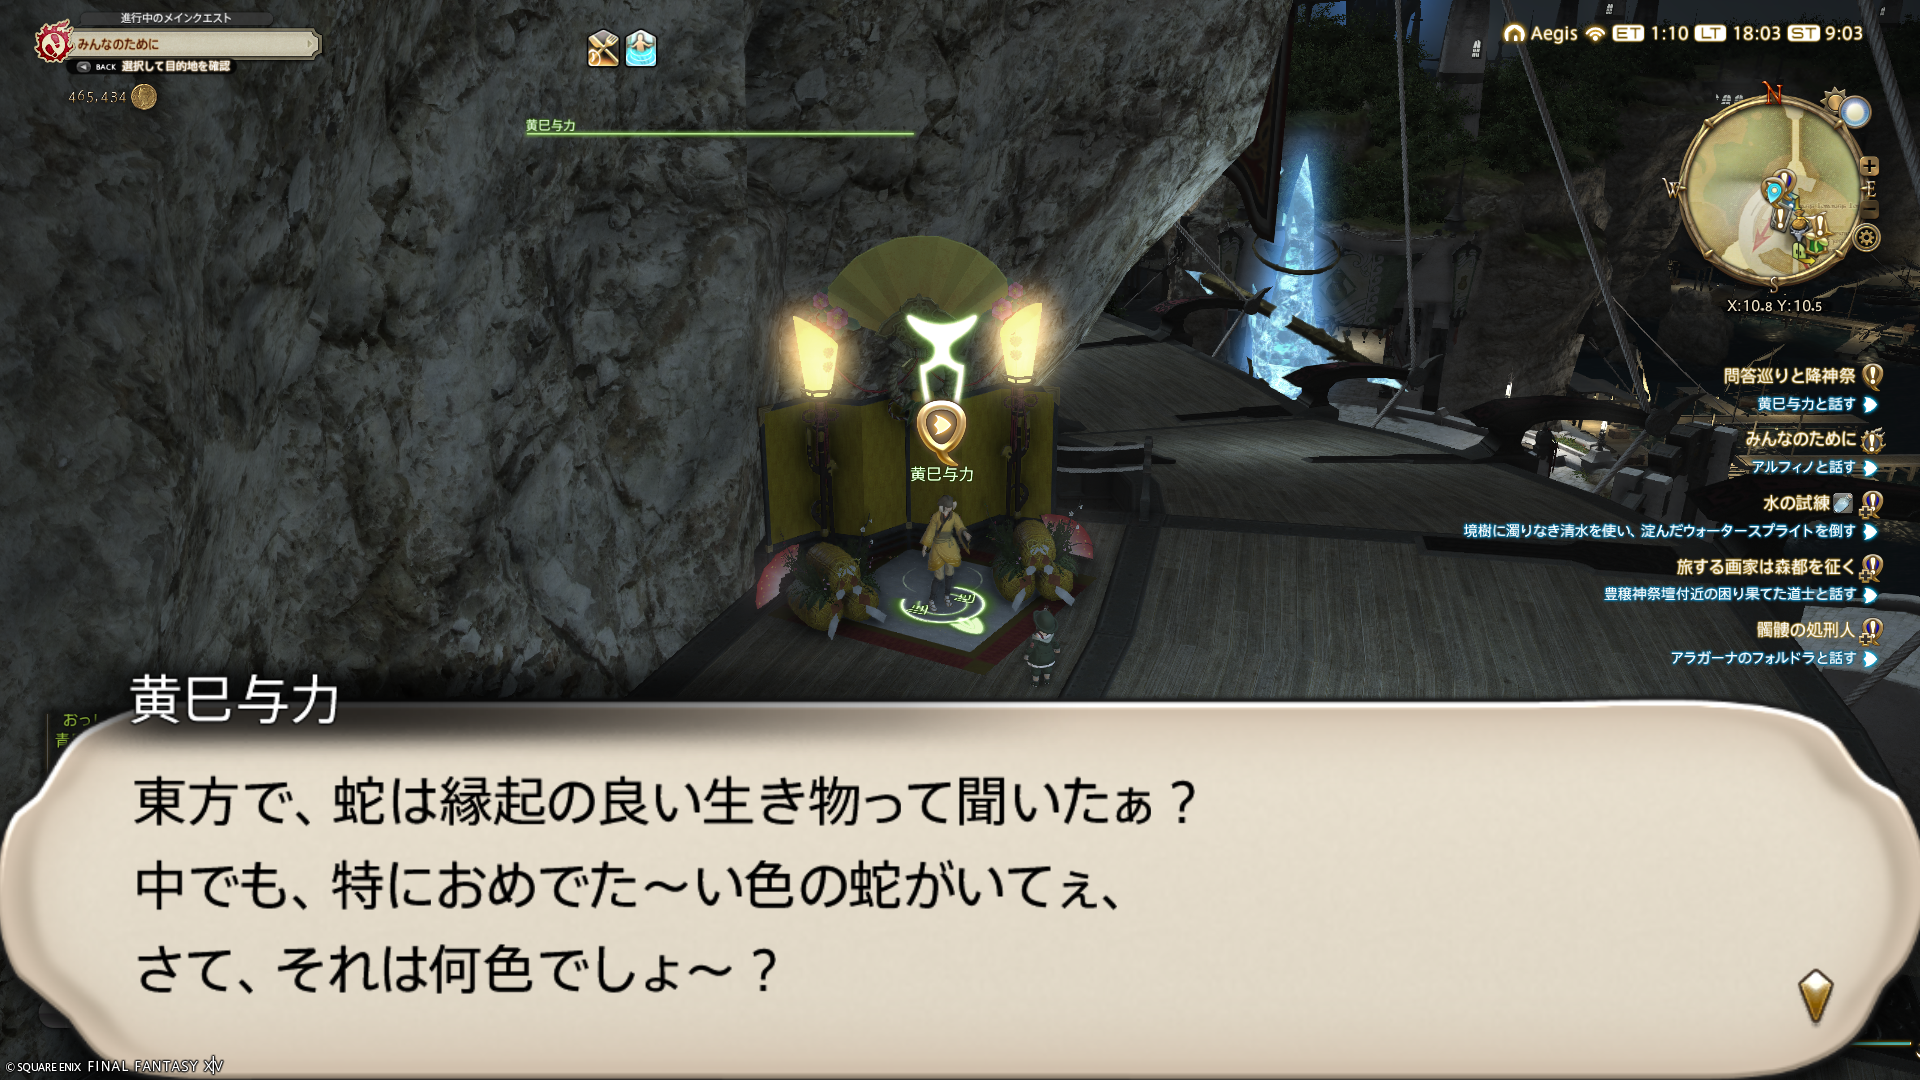 進行中のメインクエスト
みんなのために
BACK 選択して目的地を確認
465,434
黄巳与力
Aegis ET 1:10 LT 18:03 ST 9:03
N
W
E
S
X:10.8 Y:10.5
問答巡りと降神祭
黄巳与力と話す
みんなのために
アルフィノと話す
水の試練
境樹に濁りなき清水を使い、淀んだウォータースプライトを倒す
旅する画家は森都を征く
豊穣神祭壇付近の困り果てた道士と話す
髑髏の処刑人
アラガーナのフォルドラと話す
黄巳与力
おっ
青
黄巳与力
東方で、蛇は縁起の良い生き物って聞いたぁ？
中でも、特におめでた～い色の蛇がいてぇ、
さて、それは何色でしょ～？
© SQUARE ENIX FINAL FANTASY XIV